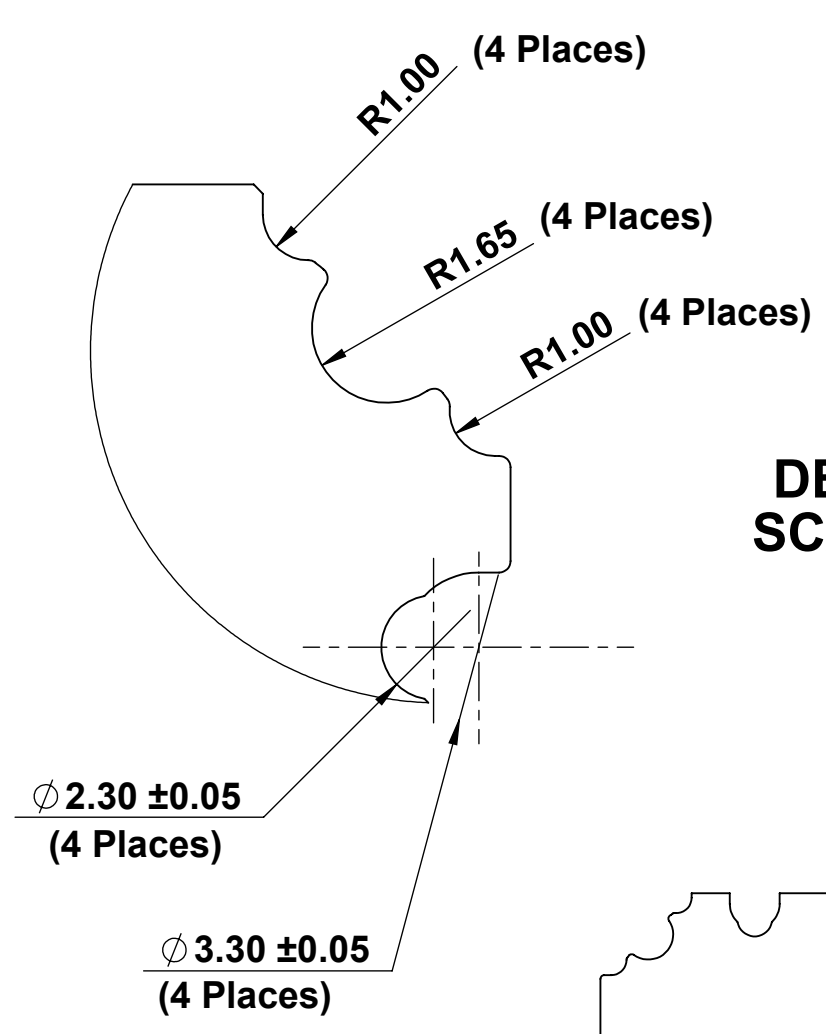 R1.00 (4 Places)
R1.65 (4 Places)
R1.00 (4 Places)
DE
SC
∅ 2.30 ±0.05
(4 Places)
∅ 3.30 ±0.05
(4 Places)